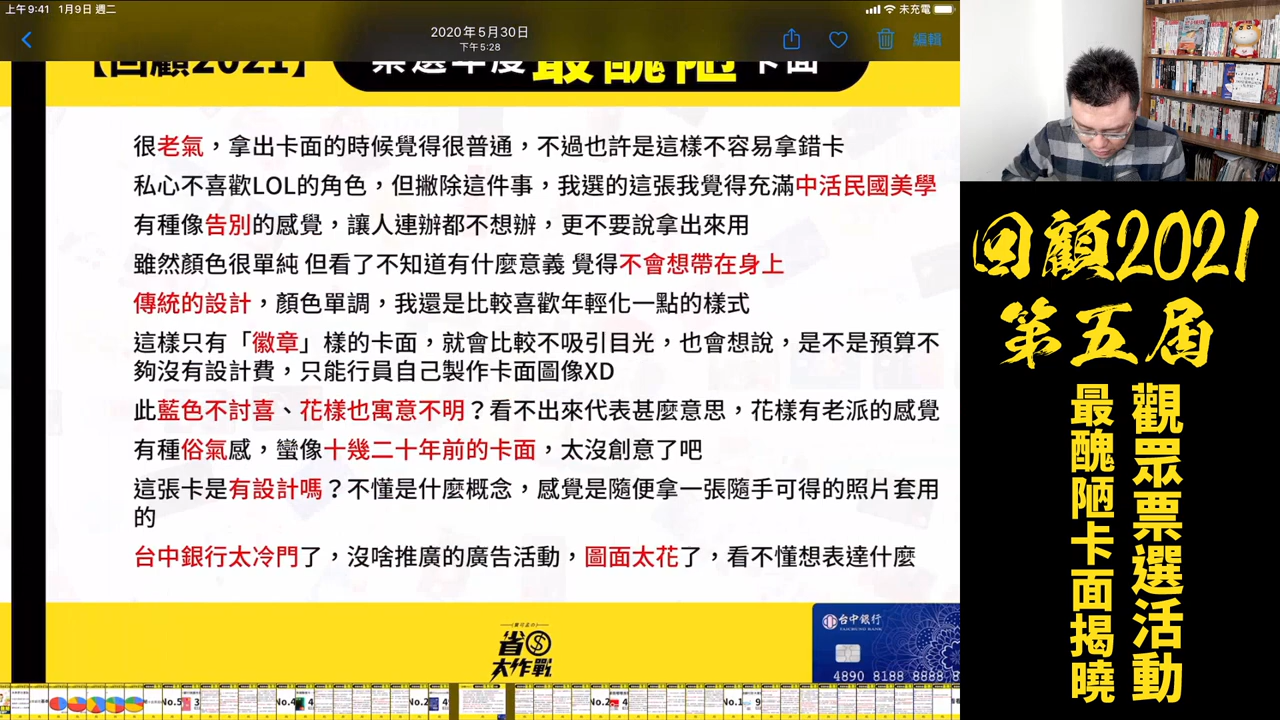 上午9:41 1月9日 週二
未充電
2020年5月30日
下午5:28
編輯
【回顧2021】
票選年度最醜陋卡面
很老氣，拿出卡面的時候覺得很普通，不過也許是這樣不容易拿錯卡
私心不喜歡LOL的角色，但撇除這件事，我選的這張我覺得充滿中活民國美學
有種像告別的感覺，讓人連辦都不想辦，更不要說拿出來用
雖然顏色很單純 但看了不知道有什麼意義 覺得不會想帶在身上
傳統的設計，顏色單調，我還是比較喜歡年輕化一點的樣式
這樣只有「徽章」樣的卡面，就會比較不吸引目光，也會想說，是不是預算不
夠沒有設計費，只能行員自己製作卡面圖像XD
此藍色不討喜、花樣也寓意不明？看不出來代表甚麼意思，花樣有老派的感覺
有種俗氣感，蠻像十幾二十年前的卡面，太沒創意了吧
這張卡是有設計嗎？不懂是什麼概念，感覺是隨便拿一張隨手可得的照片套用
的
台中銀行太冷門了，沒啥推廣的廣告活動，圖面太花了，看不懂想表達什麼
省
大作戰
台中銀行
TAICHUNG BANK
4890 8188 8888 8
No.5
No.4
No.2
No.1
回顧2021
第五屆
觀眾票選活動
最醜陋卡面揭曉